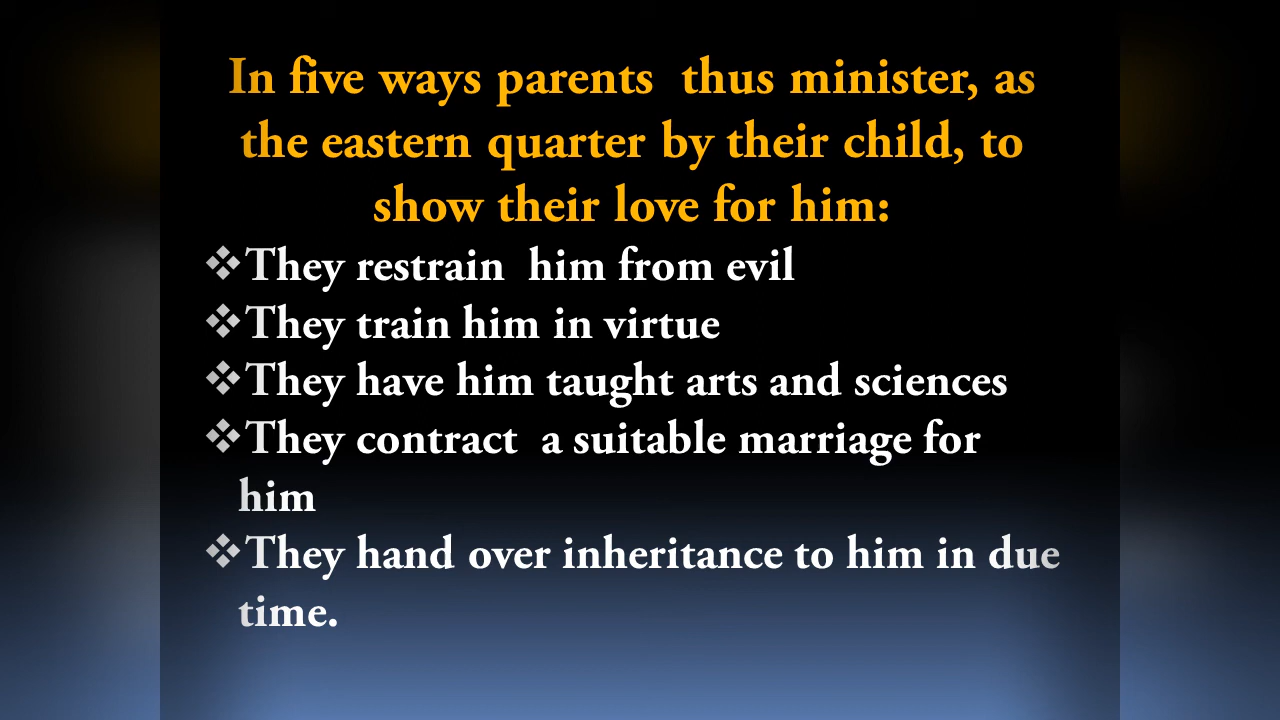 In five ways parents  thus minister, as
the eastern quarter by their child, to
show their love for him:
❖They restrain  him from evil
❖They train him in virtue
❖They have him taught arts and sciences
❖They contract  a suitable marriage for
him
❖They hand over inheritance to him in due
time.